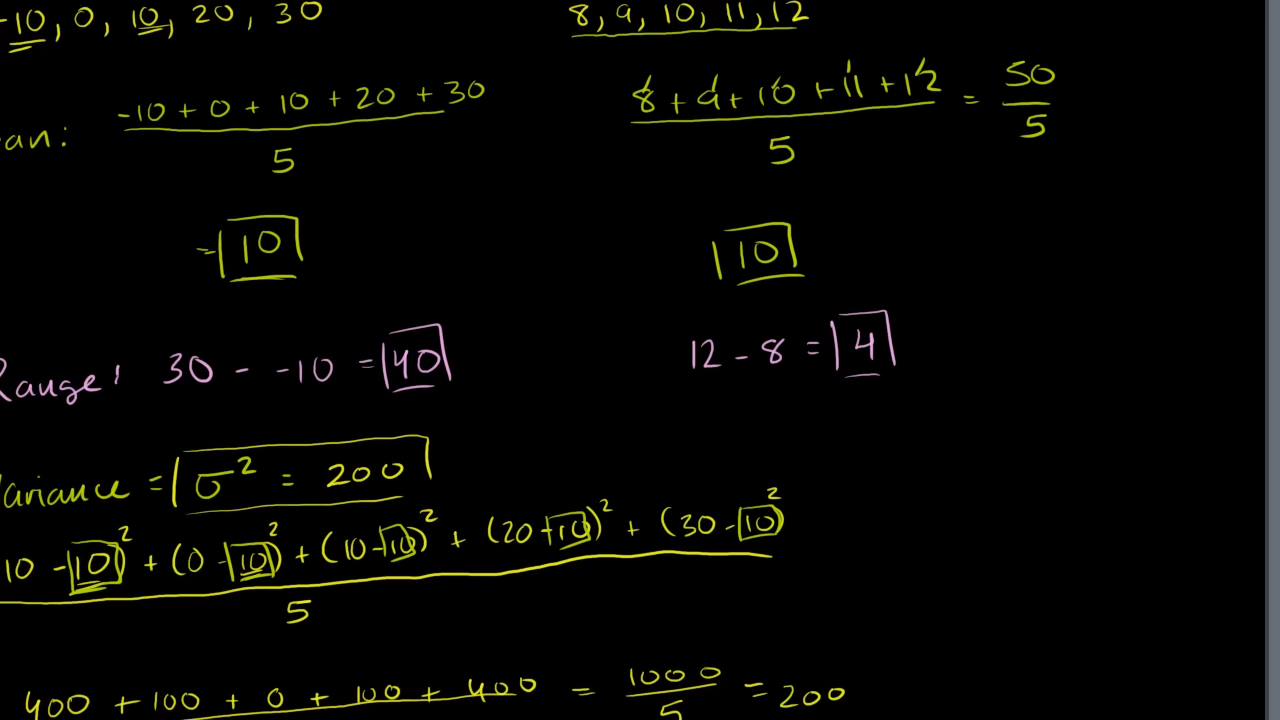 -10, 0, 10, 20, 30
8, 9, 10, 11, 12
an: -10 + 0 + 10 + 20 + 30
5
8 + 9 + 10 + 11 + 12 = 50
5 5
= 10
10
Range: 30 - -10 = 40
12 - 8 = 4
Variance = σ² = 200
10 - 10)² + (0 - 10)² + (10 - 10)² + (20 - 10)² + (30 - 10)²
5
400 + 100 + 0 + 100 + 400 = 1000 = 200
5